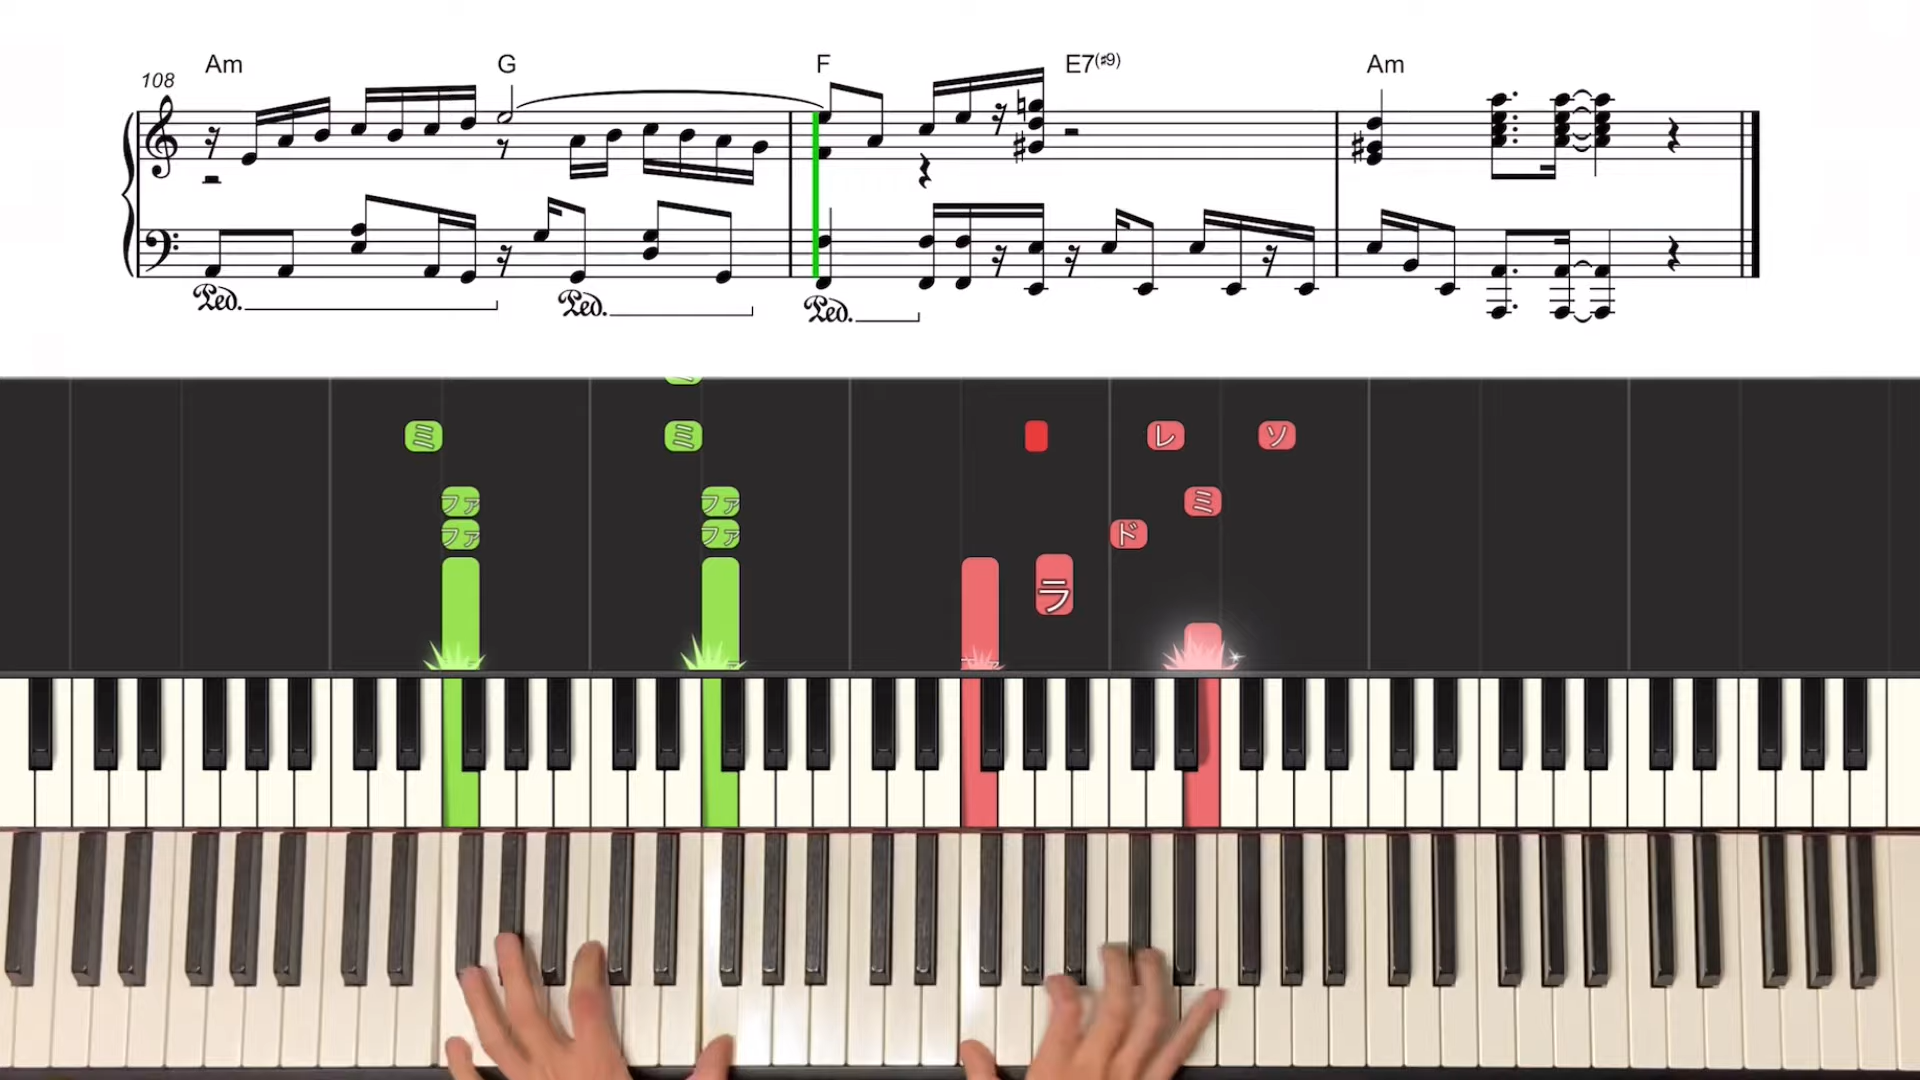 Am G F E7(#9) Am
108
Ped. Ped. Ped.
ミ ミ レ ソ
ファ ファ ミ
ファ ファ ド
ラ